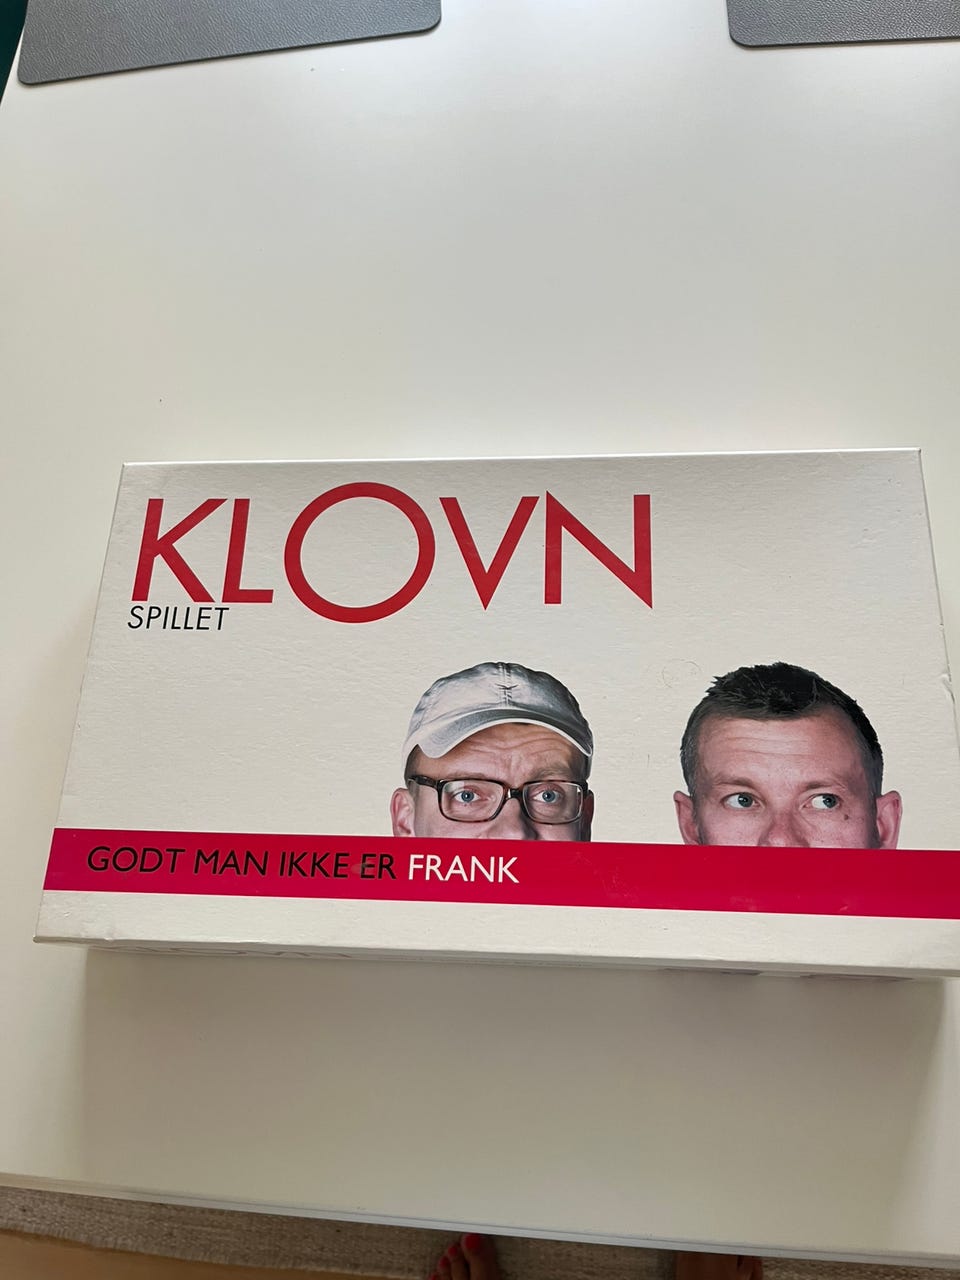 KLOVN
SPILLET
GODT MAN IKKE ER FRANK